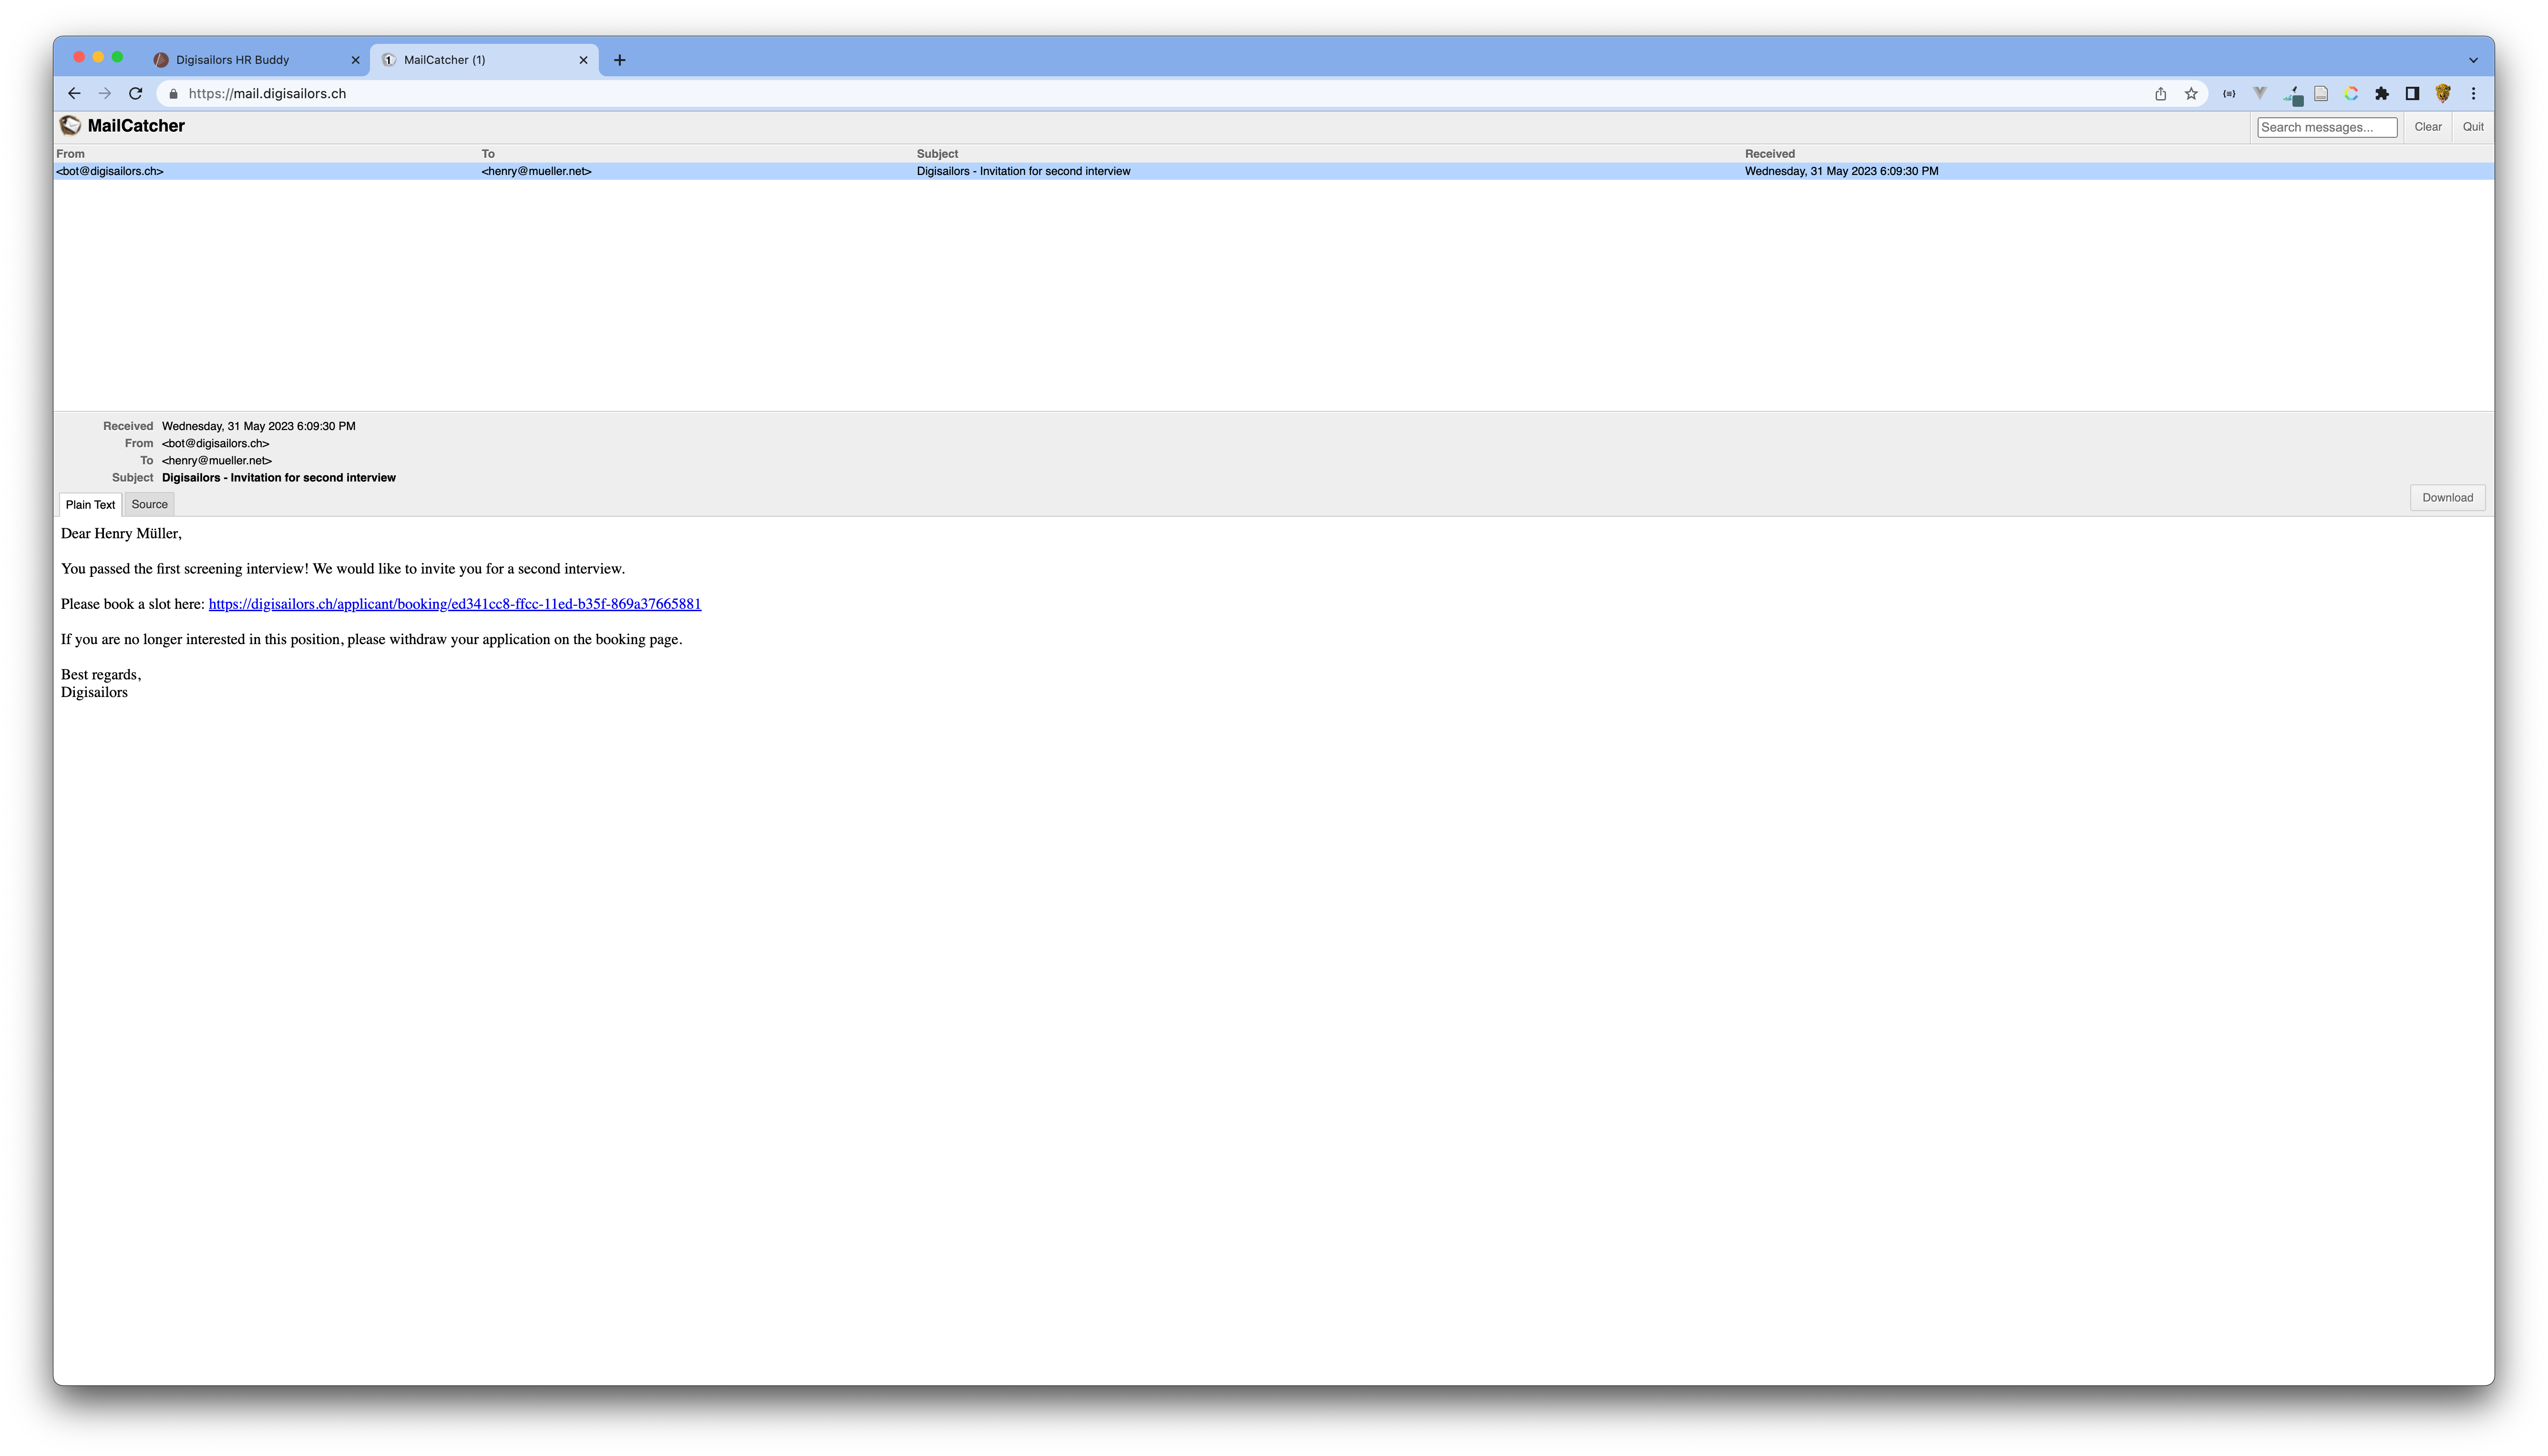 Digisailors HR Buddy
MailCatcher (1)
https://mail.digisailors.ch
MailCatcher
Search messages...
Clear
Quit
From To Subject Received
<bot@digisailors.ch> <henry@mueller.net> Digisailors - Invitation for second interview Wednesday, 31 May 2023 6:09:30 PM
Received Wednesday, 31 May 2023 6:09:30 PM
From <bot@digisailors.ch>
To <henry@mueller.net>
Subject Digisailors - Invitation for second interview
Plain Text Source Download
Dear Henry Müller,
You passed the first screening interview! We would like to invite you for a second interview.
Please book a slot here: https://digisailors.ch/applicant/booking/ed341cc8-ffcc-11ed-b35f-869a37665881
If you are no longer interested in this position, please withdraw your application on the booking page.
Best regards,
Digisailors